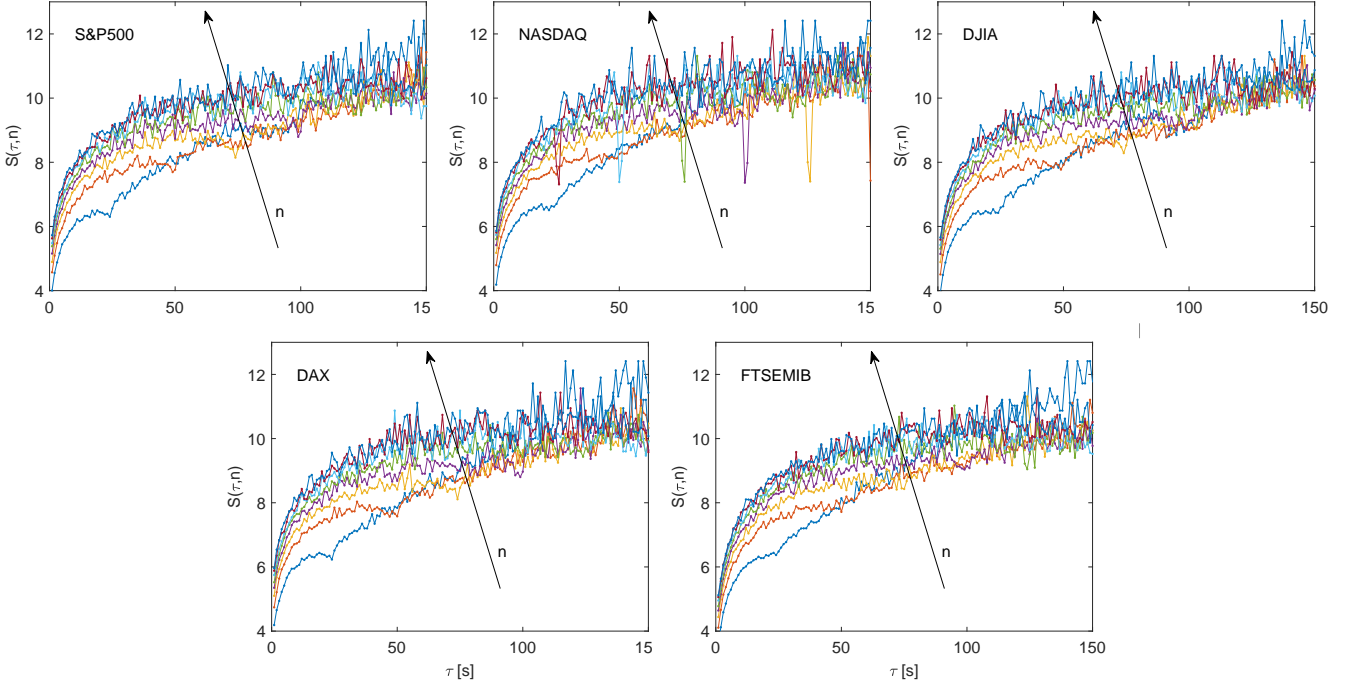 S&P500
NASDAQ
DJIA
S(τ,n)
S(τ,n)
S(τ,n)
12
10
8
6
4
12
10
8
6
4
12
10
8
6
4
n
n
n
0 50 100 15
0 50 100 15
0 50 100 150
DAX
FTSEMIB
S(τ,n)
S(τ,n)
12
10
8
6
4
12
10
8
6
4
n
n
0 50 100 15
0 50 100 150
τ [s]
τ [s]